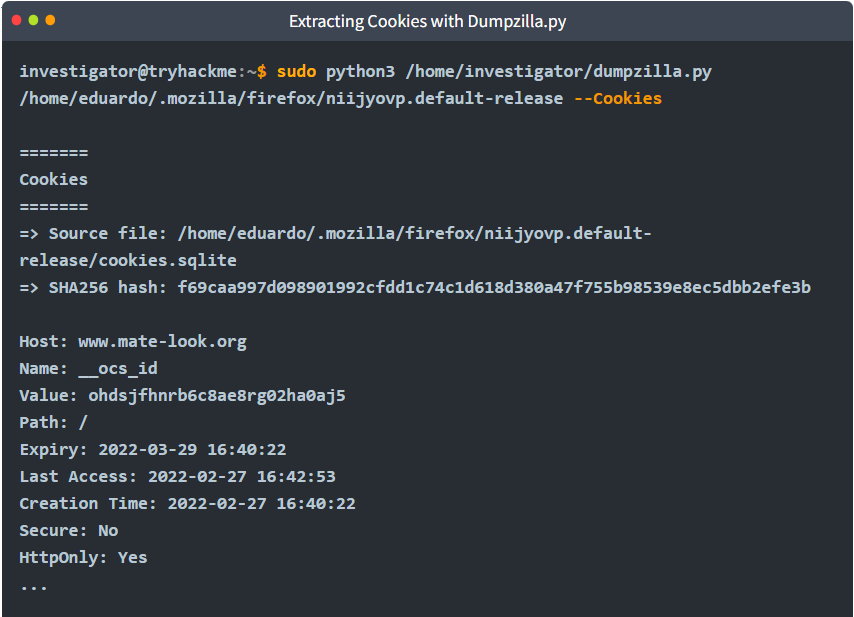 Extracting Cookies with Dumpzilla.py
investigator@tryhackme:~$ sudo python3 /home/investigator/dumpzilla.py
/home/eduardo/.mozilla/firefox/niijyovp.default-release --Cookies
=======
Cookies
=======
=> Source file: /home/eduardo/.mozilla/firefox/niijyovp.default-
release/cookies.sqlite
=> SHA256 hash: f69caa997d098901992cfdd1c74c1d618d380a47f755b98539e8ec5dbb2efe3b
Host: www.mate-look.org
Name: __ocs_id
Value: ohdsjfhnrb6c8ae8rg02ha0aj5
Path: /
Expiry: 2022-03-29 16:40:22
Last Access: 2022-02-27 16:42:53
Creation Time: 2022-02-27 16:40:22
Secure: No
HttpOnly: Yes
...